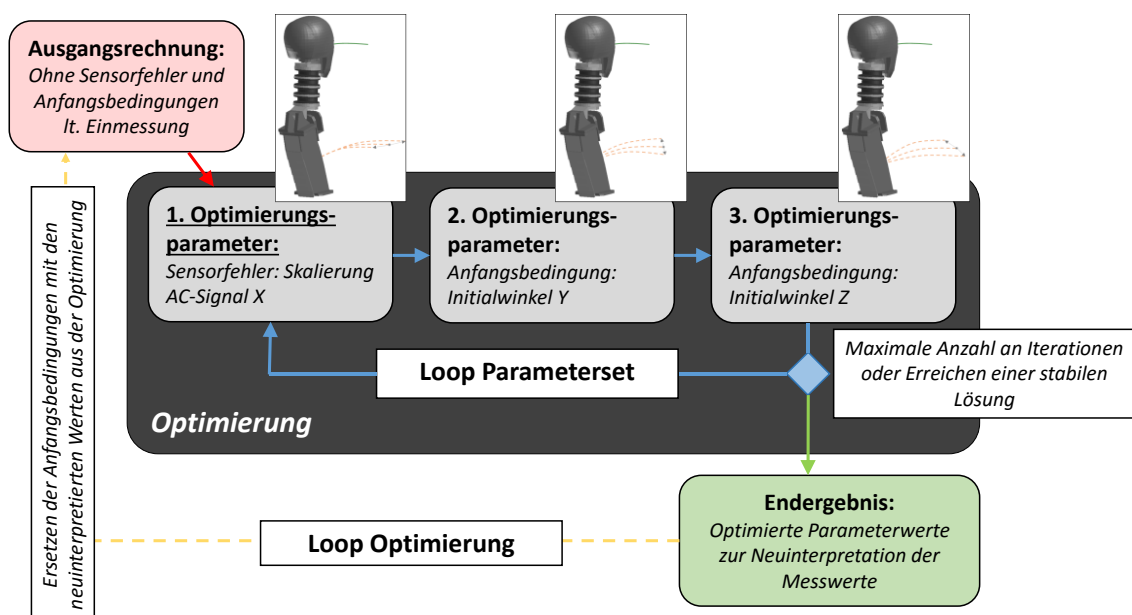 Ausgangsrechnung:
Ohne Sensorfehler und
Anfangsbedingungen
lt. Einmessung
1. Optimierungs-
parameter:
Sensorfehler: Skalierung
AC-Signal X
2. Optimierungs-
parameter:
Anfangsbedingung:
Initialwinkel Y
3. Optimierungs-
parameter:
Anfangsbedingung:
Initialwinkel Z
Loop Parameterset
Maximale Anzahl an Iterationen
oder Erreichen einer stabilen
Lösung
Optimierung
Endergebnis:
Optimierte Parameterwerte
zur Neuinterpretation der
Messwerte
Loop Optimierung
Ersetzen der Anfangsbedingungen mit den
neuinterpretierten Werten aus der Optimierung